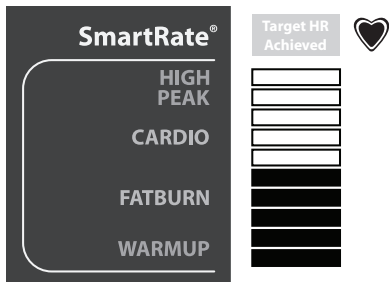 SmartRate®
Target HR
Achieved
HIGH
PEAK
CARDIO
FATBURN
WARMUP